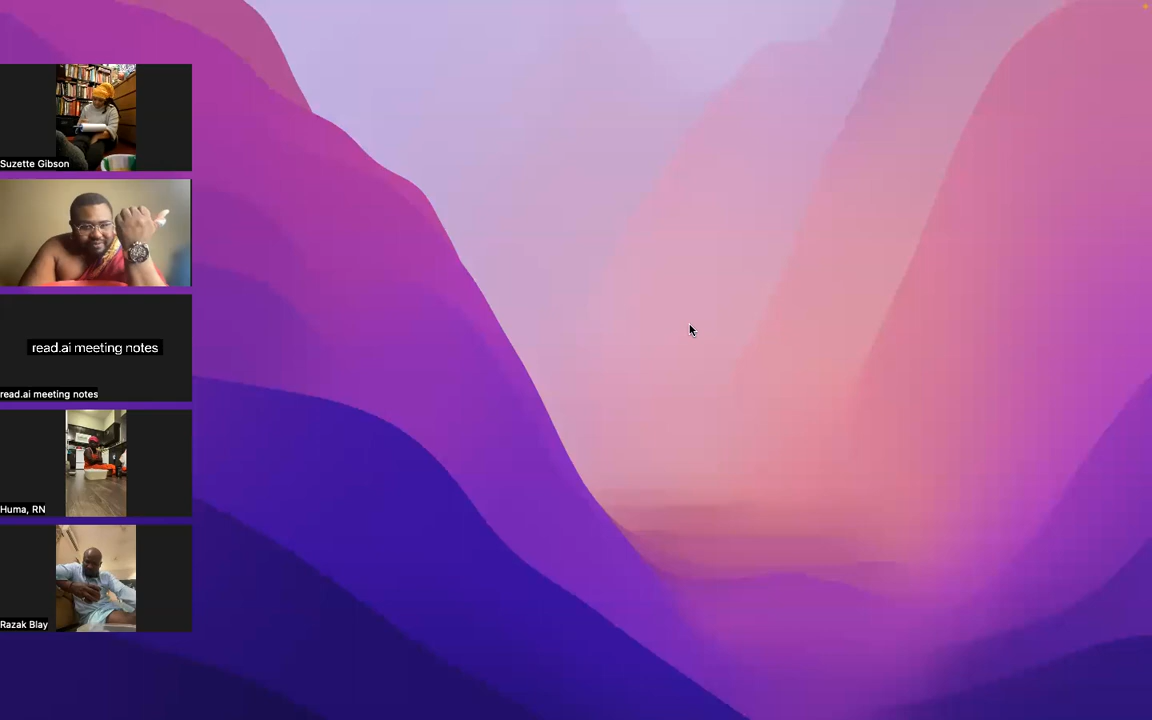 Suzette Gibson
read.ai meeting notes
read.ai meeting notes
Huma, RN
Razak Blay